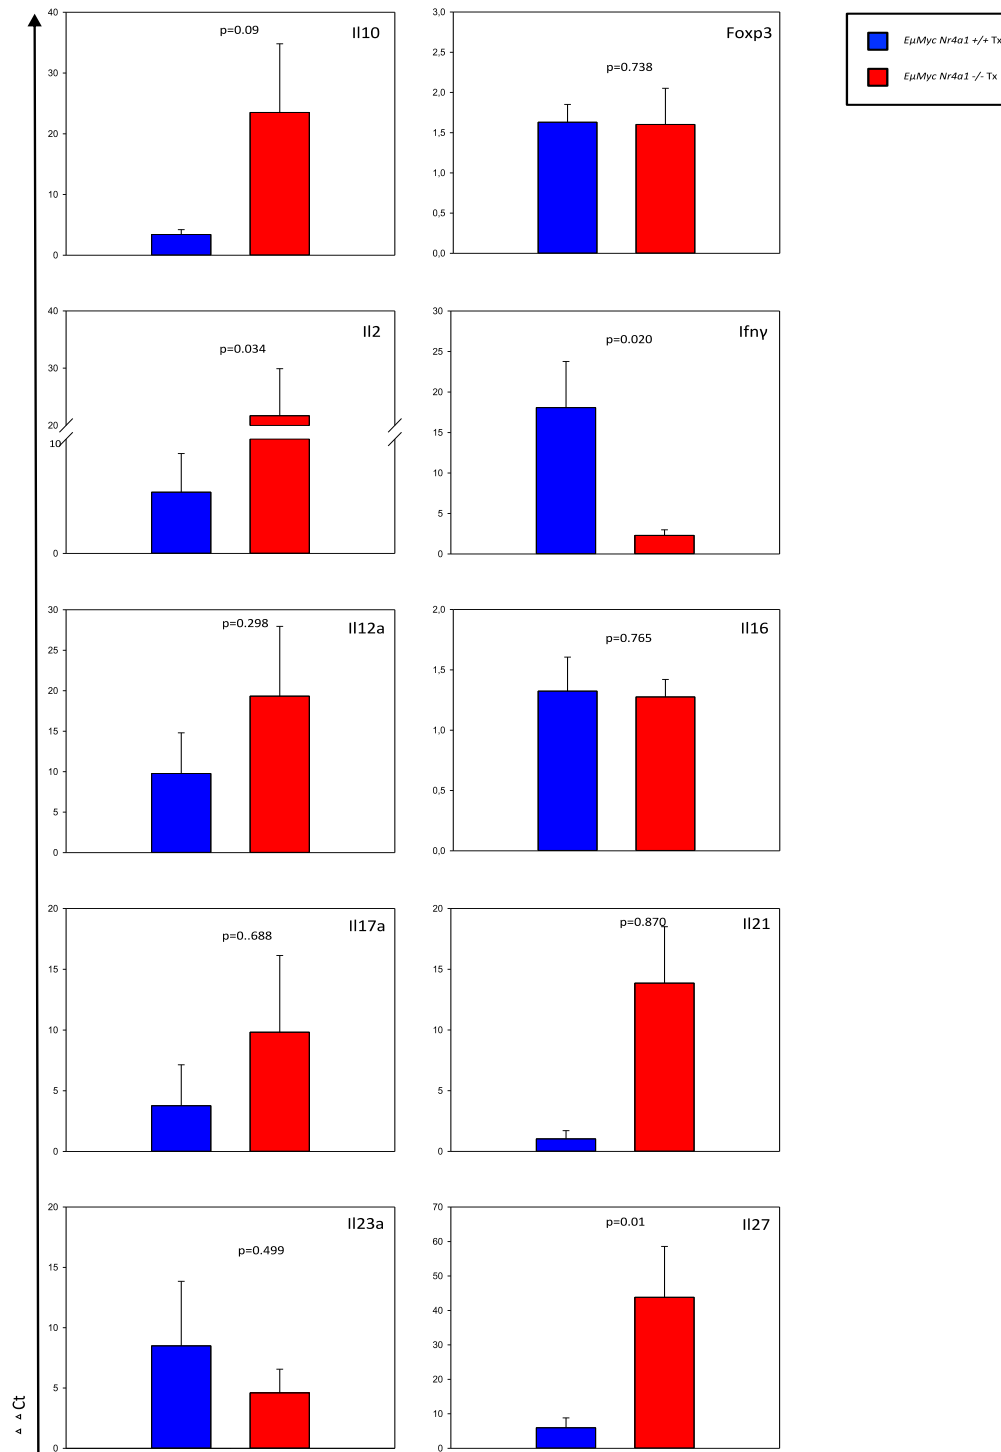 40
30
20
10
0
p=0.09
Il10
3,0
2,5
2,0
1,5
1,0
0,5
0,0
p=0.738
Foxp3
EμMyc Nr4a1 +/+ Tx
EμMyc Nr4a1 -/- Tx
40
30
20
10
0
p=0.034
Il2
30
25
20
15
10
5
0
p=0.020
Ifnγ
30
25
20
15
10
5
0
p=0.298
Il12a
2,0
1,5
1,0
0,5
0,0
p=0.765
Il16
20
15
10
5
0
p=0..688
Il17a
20
15
10
5
0
p=0.870
Il21
20
15
10
5
0
p=0.499
Il23a
70
60
50
40
30
20
10
0
p=0.01
Il27
▵ ▵ Ct